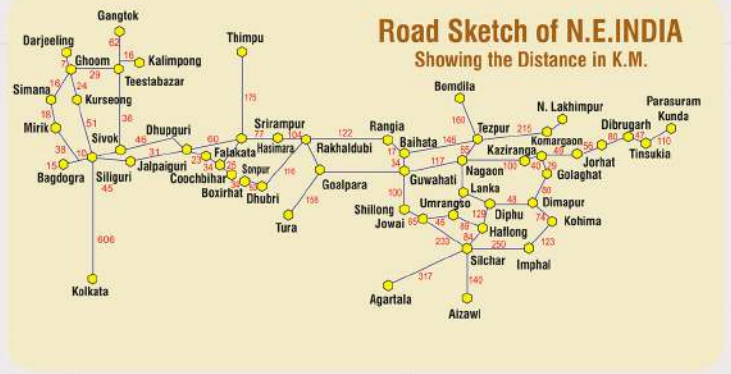 Road Sketch of N.E.INDIA
Showing the Distance in K.M.
Gangtok
Darjeeling
62
7
Ghoom
16
Kalimpong
29
Teestabazar
16
24
Simana
Kurseong
18
Mirik
51
36
Sivok
46
Dhupguri
38
10
15
Bagdogra
Siliguri
45
Jalpaiguri
31
606
Kolkata
Thimpu
175
60
77
Srirampur
Hasimara
104
122
Rakhaldubi
Falakata
23
34
25
Coochbihar
Sonpur
Boxirhat
34
Dhubri
116
Goalpara
158
Tura
Rangia
17
Baihata
146
34
117
Guwahati
100
Bomdila
160
Tezpur
215
N. Lakhimpur
55
Nagaon
Kaziranga
100
Komargaon
40
29
49
56
Jorhat
Golaghat
Dibrugarh
80
47
Tinsukia
110
Parasuram
Kunda
Lanka
48
80
Dimapur
74
Kohima
123
Imphal
Shillong
Jowai
65
Umrangso
46
129
Diphu
86
Haflong
84
233
250
Silchar
317
Agartala
140
Aizawl